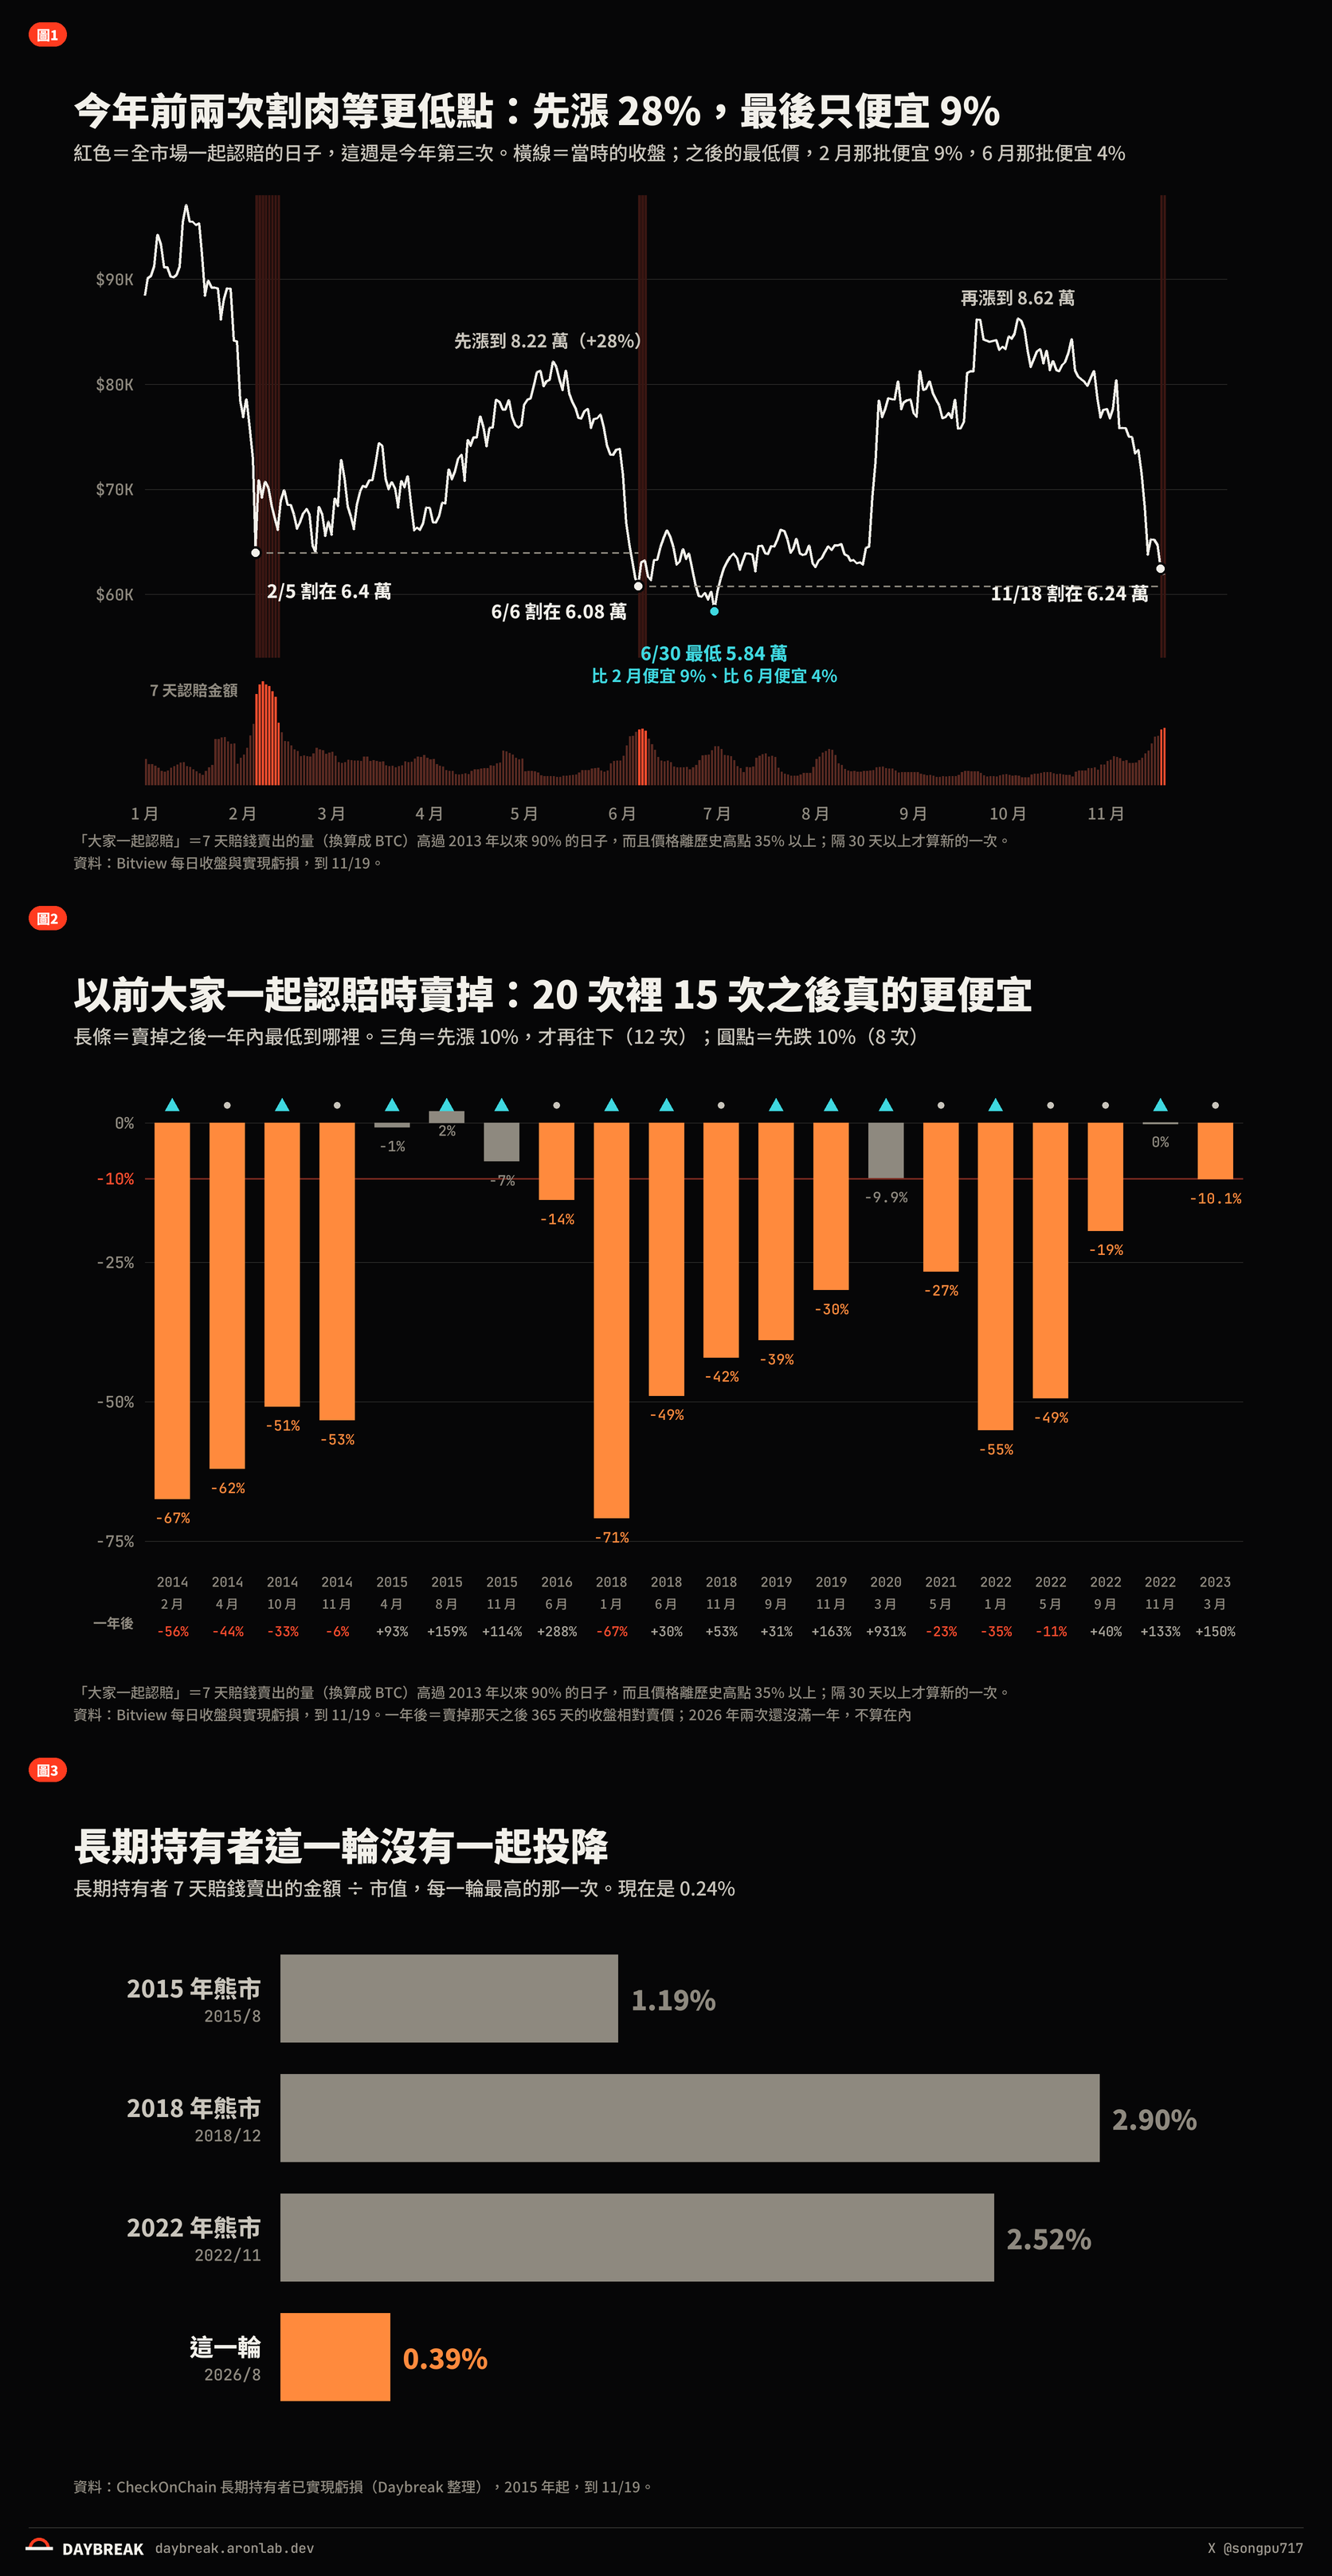 圖1
今年前兩次割肉等更低點：先漲 28%，最後只便宜 9%
紅色＝全市場一起認賠的日子，這週是今年第三次。橫線＝當時的收盤；之後的最低價，2 月那批便宜 9%，6 月那批便宜 4%
$90K
再漲到 8.62 萬
先漲到 8.22 萬（+28%）
$80K
$70K
$60K
2/5 割在 6.4 萬
6/6 割在 6.08 萬
11/18 割在 6.24 萬
6/30 最低 5.84 萬
比 2 月便宜 9%、比 6 月便宜 4%
7 天認賠金額
1 月 2 月 3 月 4 月 5 月 6 月 7 月 8 月 9 月 10 月 11 月
「大家一起認賠」＝7 天賠錢賣出的量（換算成 BTC）高過 2013 年以來 90% 的日子，而且價格離歷史高點 35% 以上；隔 30 天以上才算新的一次。
資料：Bitview 每日收盤與實現虧損，到 11/19。
圖2
以前大家一起認賠時賣掉：20 次裡 15 次之後真的更便宜
長條＝賣掉之後一年內最低到哪裡。三角＝先漲 10%，才再往下（12 次）；圓點＝先跌 10%（8 次）
0%
-10%
-25%
-50%
-75%
-67% -62% -51% -53% -1% 2% -7% -14% -71% -49% -42% -39% -30% -9.9% -27% -55% -49% -19% 0% -10.1%
2014 2014 2014 2014 2015 2015 2015 2016 2018 2018 2018 2019 2019 2020 2021 2022 2022 2022 2022 2023
2 月 4 月 10 月 11 月 4 月 8 月 11 月 6 月 1 月 6 月 11 月 9 月 11 月 3 月 5 月 1 月 5 月 9 月 11 月 3 月
一年後 -56% -44% -33% -6% +93% +159% +114% +288% -67% +30% +53% +31% +163% +931% -23% -35% -11% +40% +133% +150%
「大家一起認賠」＝7 天賠錢賣出的量（換算成 BTC）高過 2013 年以來 90% 的日子，而且價格離歷史高點 35% 以上；隔 30 天以上才算新的一次。
資料：Bitview 每日收盤與實現虧損，到 11/19。一年後＝賣掉那天之後 365 天的收盤相對賣價；2026 年兩次還沒滿一年，不算在內
圖3
長期持有者這一輪沒有一起投降
長期持有者 7 天賠錢賣出的金額 ÷ 市值，每一輪最高的那一次。現在是 0.24%
2015 年熊市
2015/8
1.19%
2018 年熊市
2018/12
2.90%
2022 年熊市
2022/11
2.52%
這一輪
2026/8
0.39%
資料：CheckOnChain 長期持有者已實現虧損（Daybreak 整理），2015 年起，到 11/19。
DAYBREAK daybreak.aronlab.dev
X @songpu717